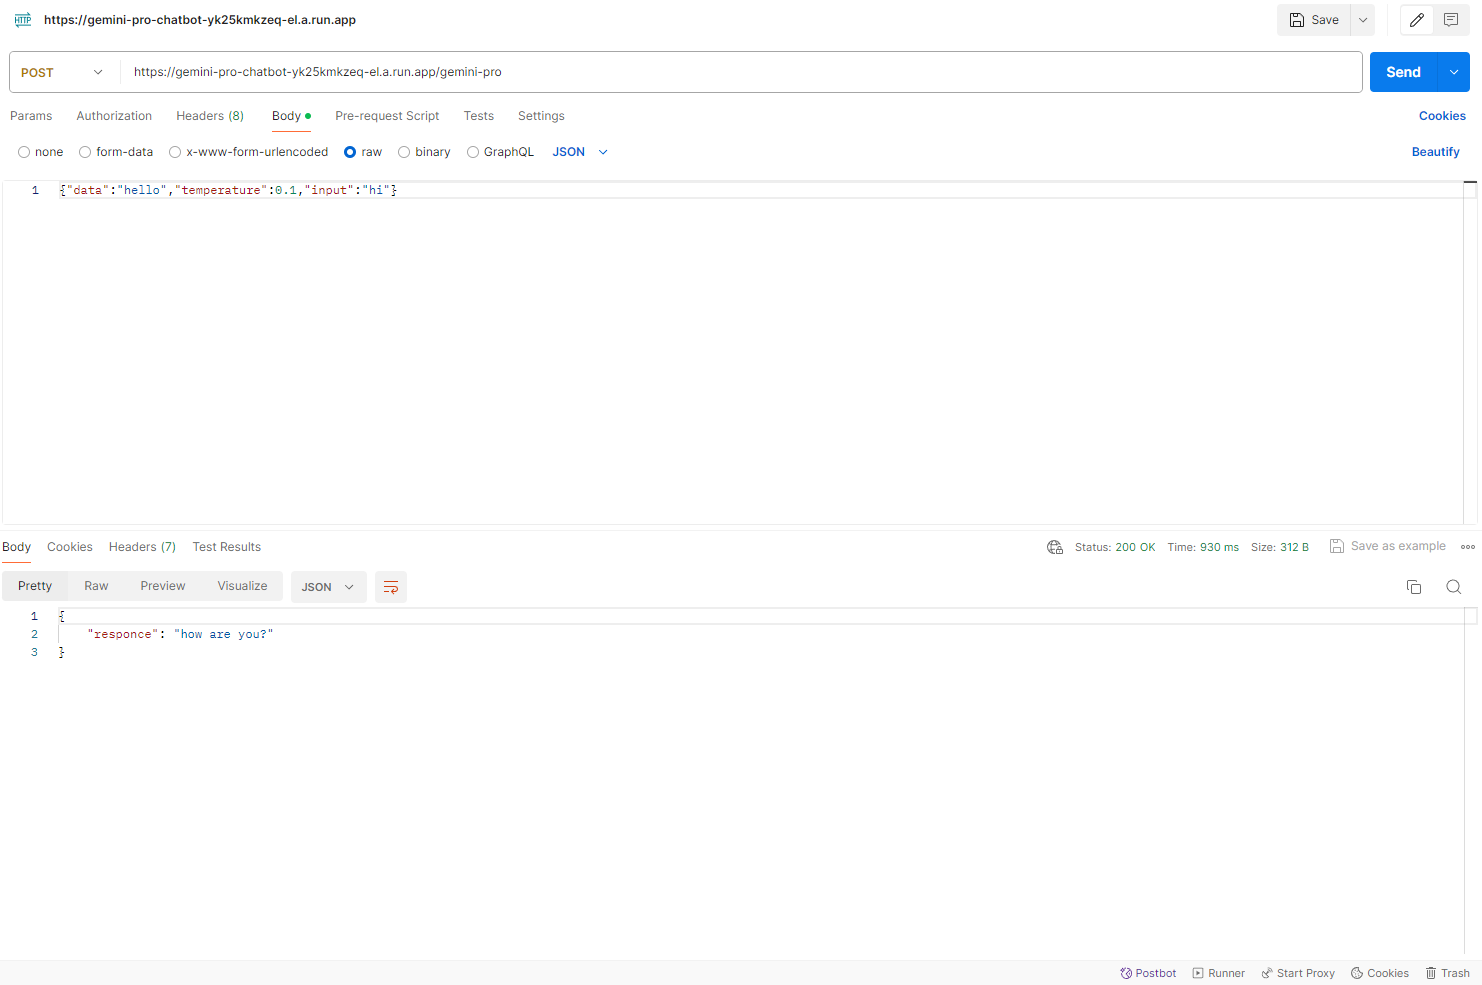 HTTP https://gemini-pro-chatbot-yk25kmkzeq-el.a.run.app Save
POST https://gemini-pro-chatbot-yk25kmkzeq-el.a.run.app/gemini-pro Send
Params Authorization Headers (8) Body Pre-request Script Tests Settings Cookies
none form-data x-www-form-urlencoded raw binary GraphQL JSON Beautify
1 {"data":"hello","temperature":0.1,"input":"hi"}
Body Cookies Headers (7) Test Results Status: 200 OK Time: 930 ms Size: 312 B Save as example
Pretty Raw Preview Visualize JSON
1 {
2 "responce": "how are you?"
3 }
Postbot Runner Start Proxy Cookies Trash